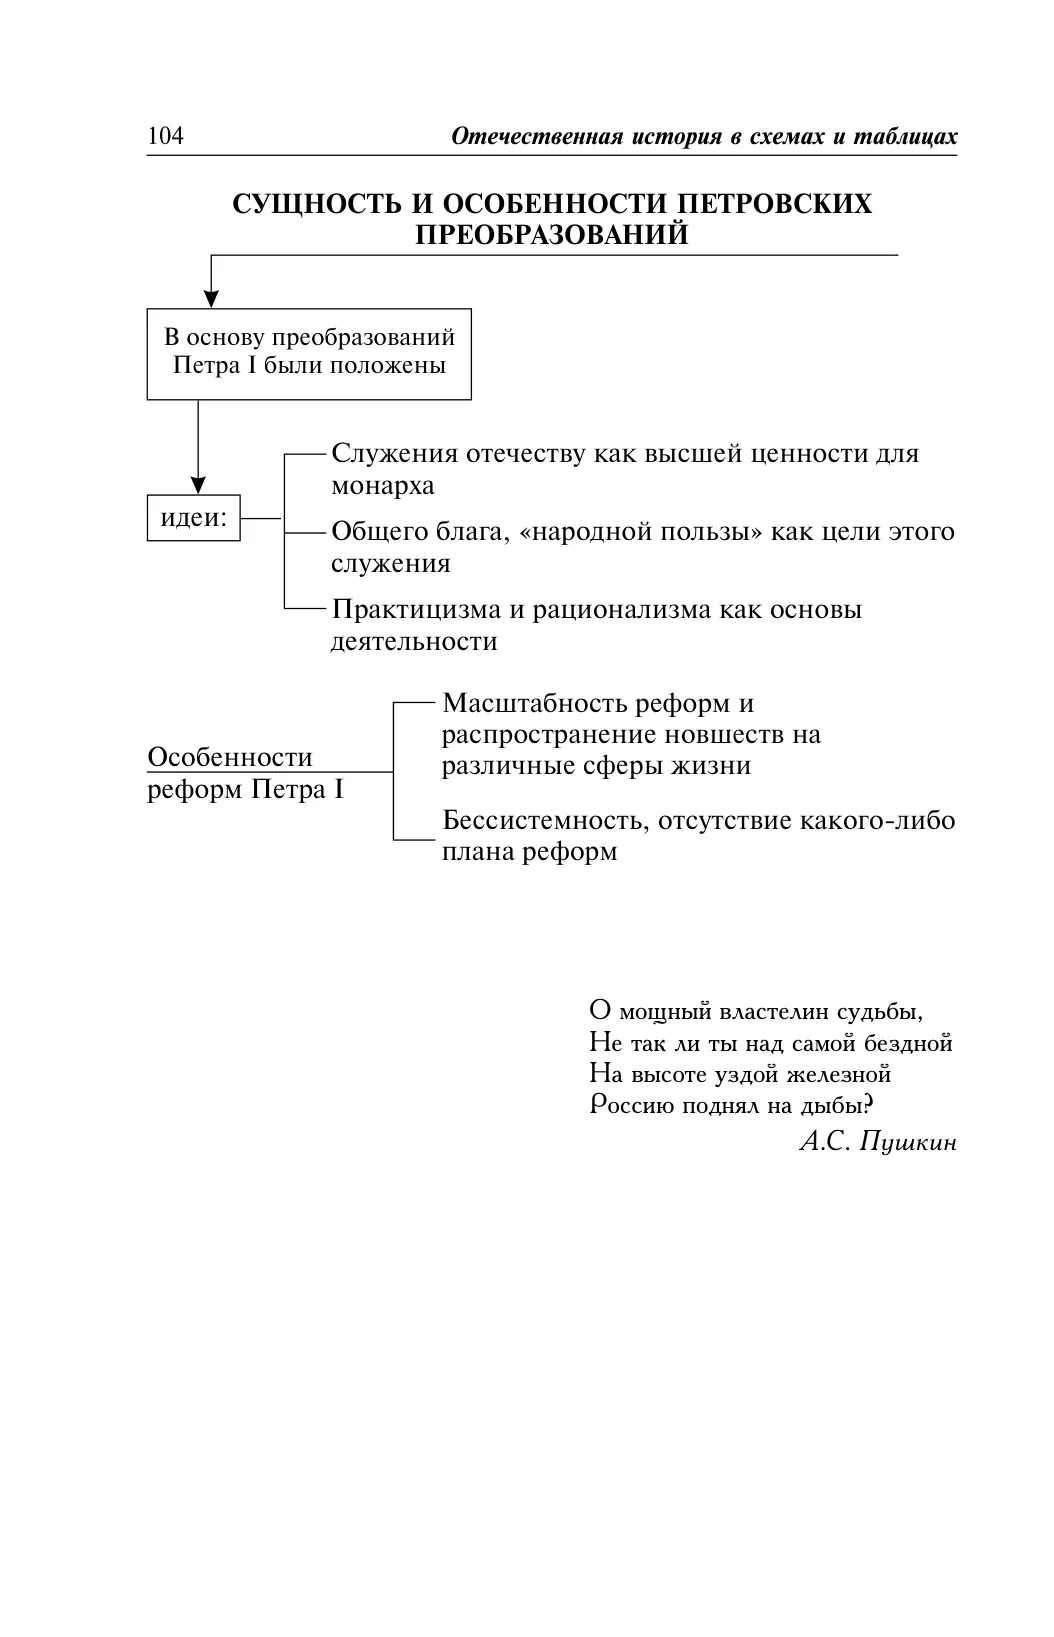 104
Отечественная история в схемах и таблицах
СУЩНОСТЬ И ОСОБЕННОСТИ ПЕТРОВСКИХ
ПРЕОБРАЗОВАНИЙ
В основу преобразований
Петра I были положены
идеи:
Служения отечеству как высшей ценности для
монарха
Общего блага, «народной пользы» как цели этого
служения
Практицизма и рационализма как основы
деятельности
Особенности
реформ Петра I
Масштабность реформ и
распространение новшеств на
различные сферы жизни
Бессистемность, отсутствие какого-либо
плана реформ
О мощный властелин судьбы,
Не так ли ты над самой бездной
На высоте уздой железной
Россию поднял на дыбы?
А.С. Пушкин